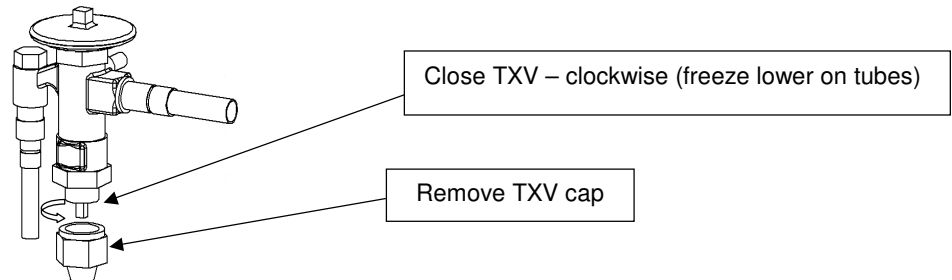 Close TXV – clockwise (freeze lower on tubes)
Remove TXV cap